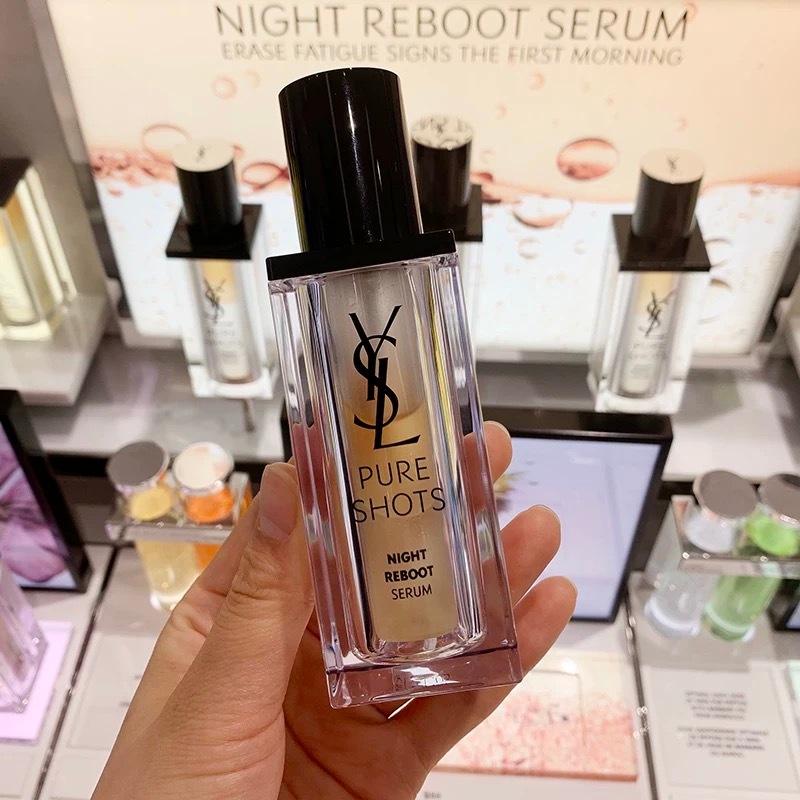 NIGHT REBOOT SERUM
ERASE FATIGUE SIGNS THE FIRST MORNING
YSL
PURE
SHOTS
NIGHT
REBOOT
SERUM